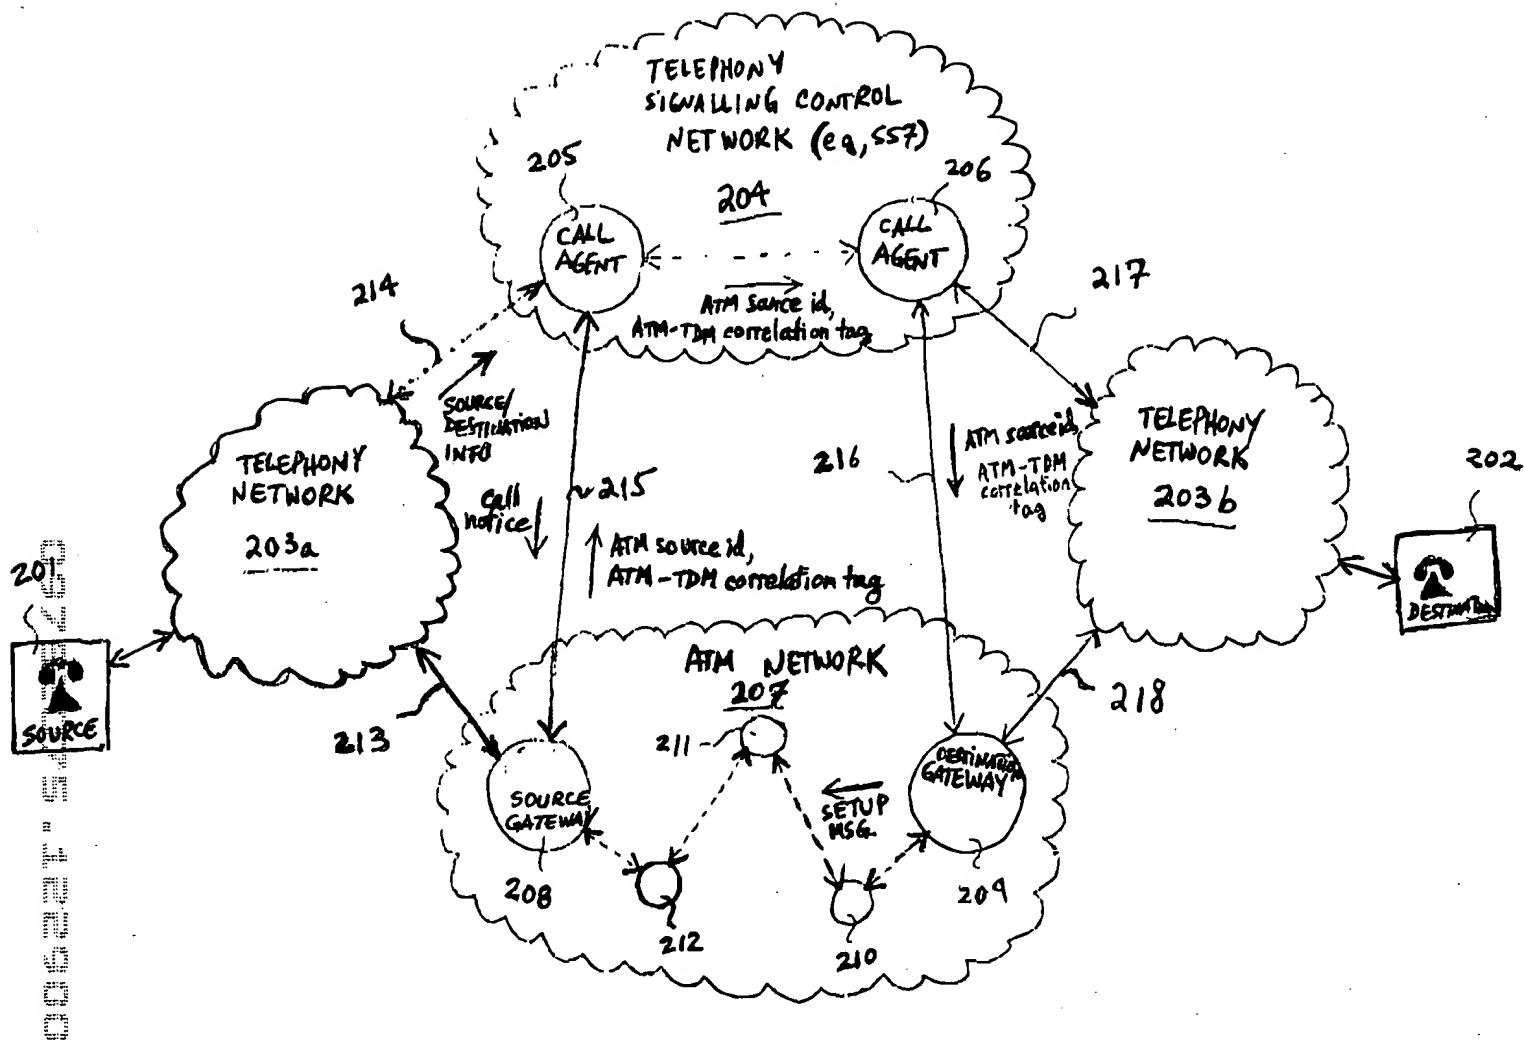 TELEPHONY
SIGNALLING CONTROL
NETWORK (eg, SS7)
204
205
CALL
AGENT
206
CALL
AGENT
ATM source id,
ATM-TDM correlation tag
214
217
SOURCE/
DESTINATION
INFO
TELEPHONY
NETWORK
203a
call
notice
215
ATM source id,
ATM-TDM correlation tag
216
ATM source id,
ATM-TDM
correlation
tag
TELEPHONY
NETWORK
203b
202
DESTINATION
201
SOURCE
213
218
ATM NETWORK
207
211
SOURCE
GATEWAY
208
212
SETUP
MSG.
210
DESTINATION
GATEWAY
209